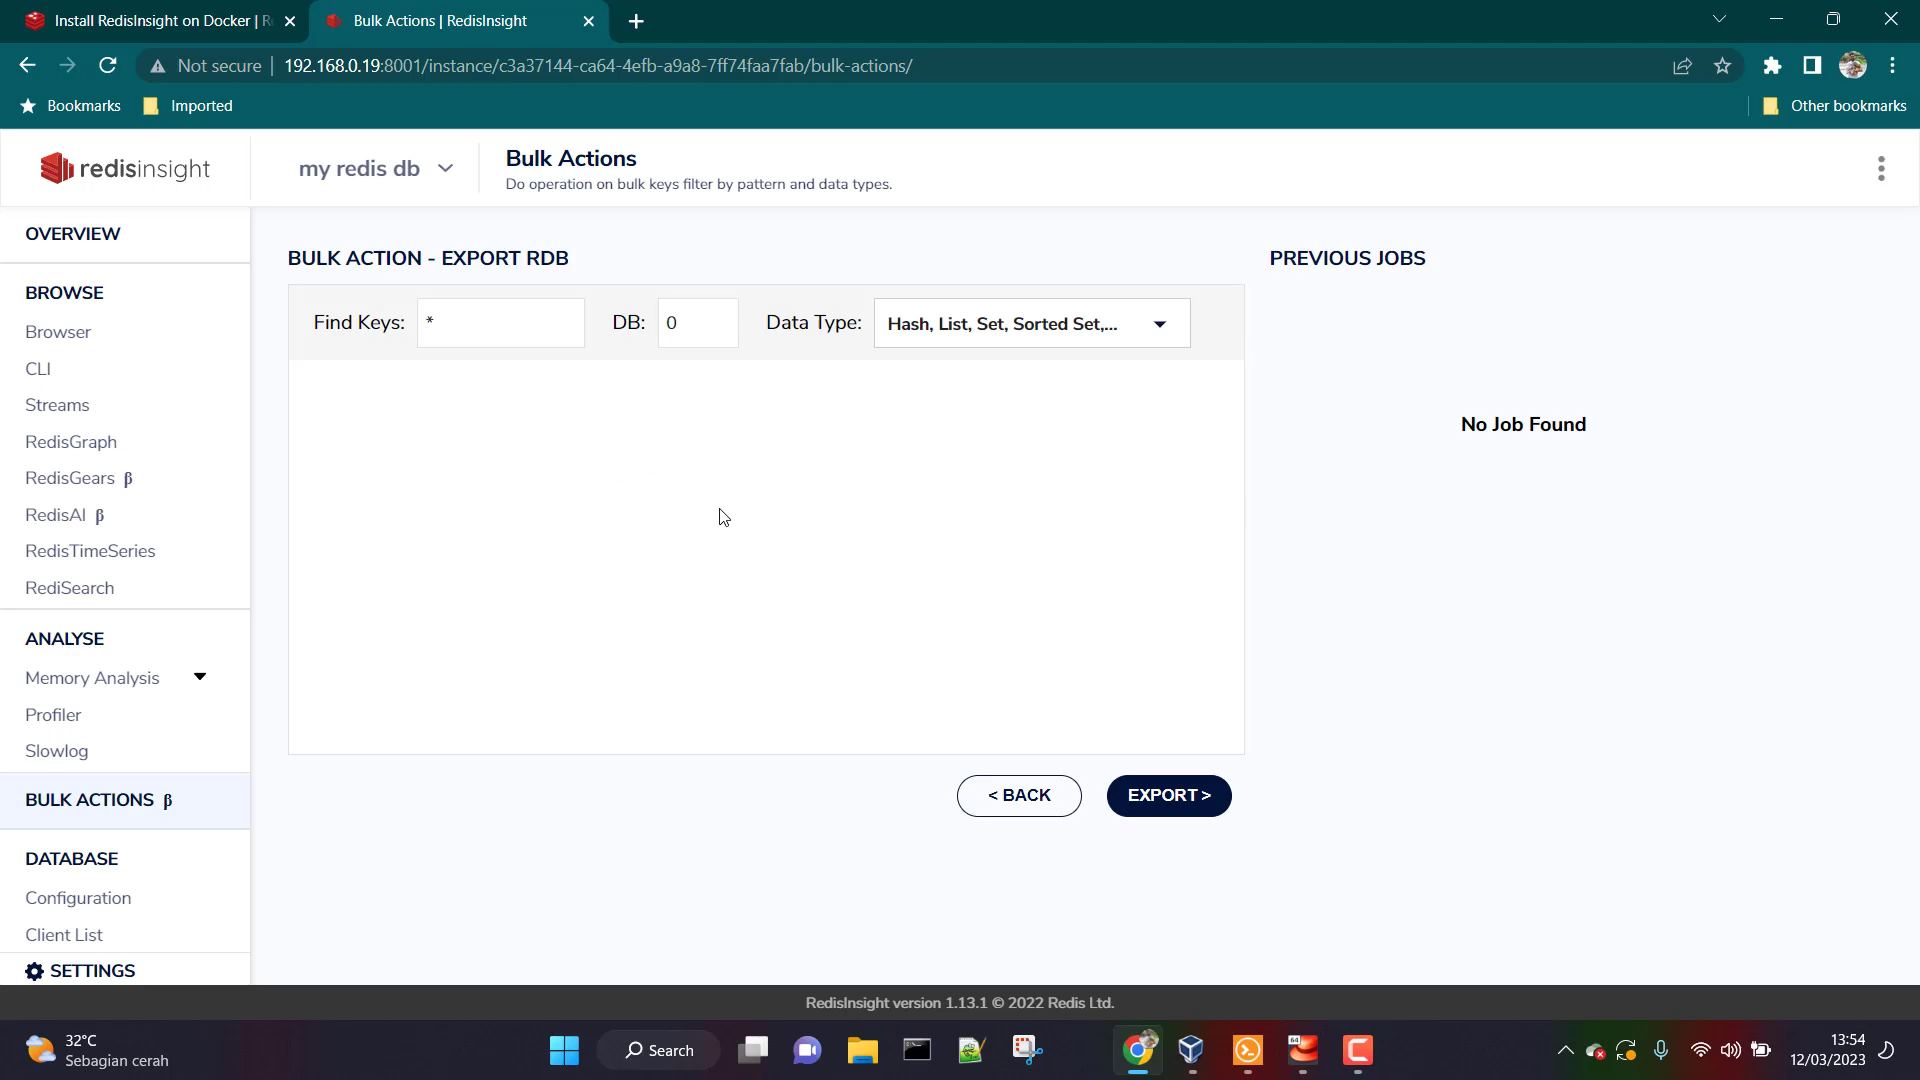 Install RedisInsight on Docker | R
Bulk Actions | RedisInsight
Not secure
192.168.0.19:8001/instance/c3a37144-ca64-4efb-a9a8-7ff74faa7fab/bulk-actions/
Bookmarks
Imported
Other bookmarks
redisinsight
my redis db
Bulk Actions
Do operation on bulk keys filter by pattern and data types.
OVERVIEW
BROWSE
Browser
CLI
Streams
RedisGraph
RedisGears β
RedisAI β
RedisTimeSeries
RediSearch
ANALYSE
Memory Analysis
Profiler
Slowlog
BULK ACTIONS β
DATABASE
Configuration
Client List
SETTINGS
BULK ACTION - EXPORT RDB
Find Keys: *
DB: 0
Data Type: Hash, List, Set, Sorted Set,...
< BACK
EXPORT >
PREVIOUS JOBS
No Job Found
RedisInsight version 1.13.1 © 2022 Redis Ltd.
32°C
Sebagian cerah
Search
64
13:54
12/03/2023